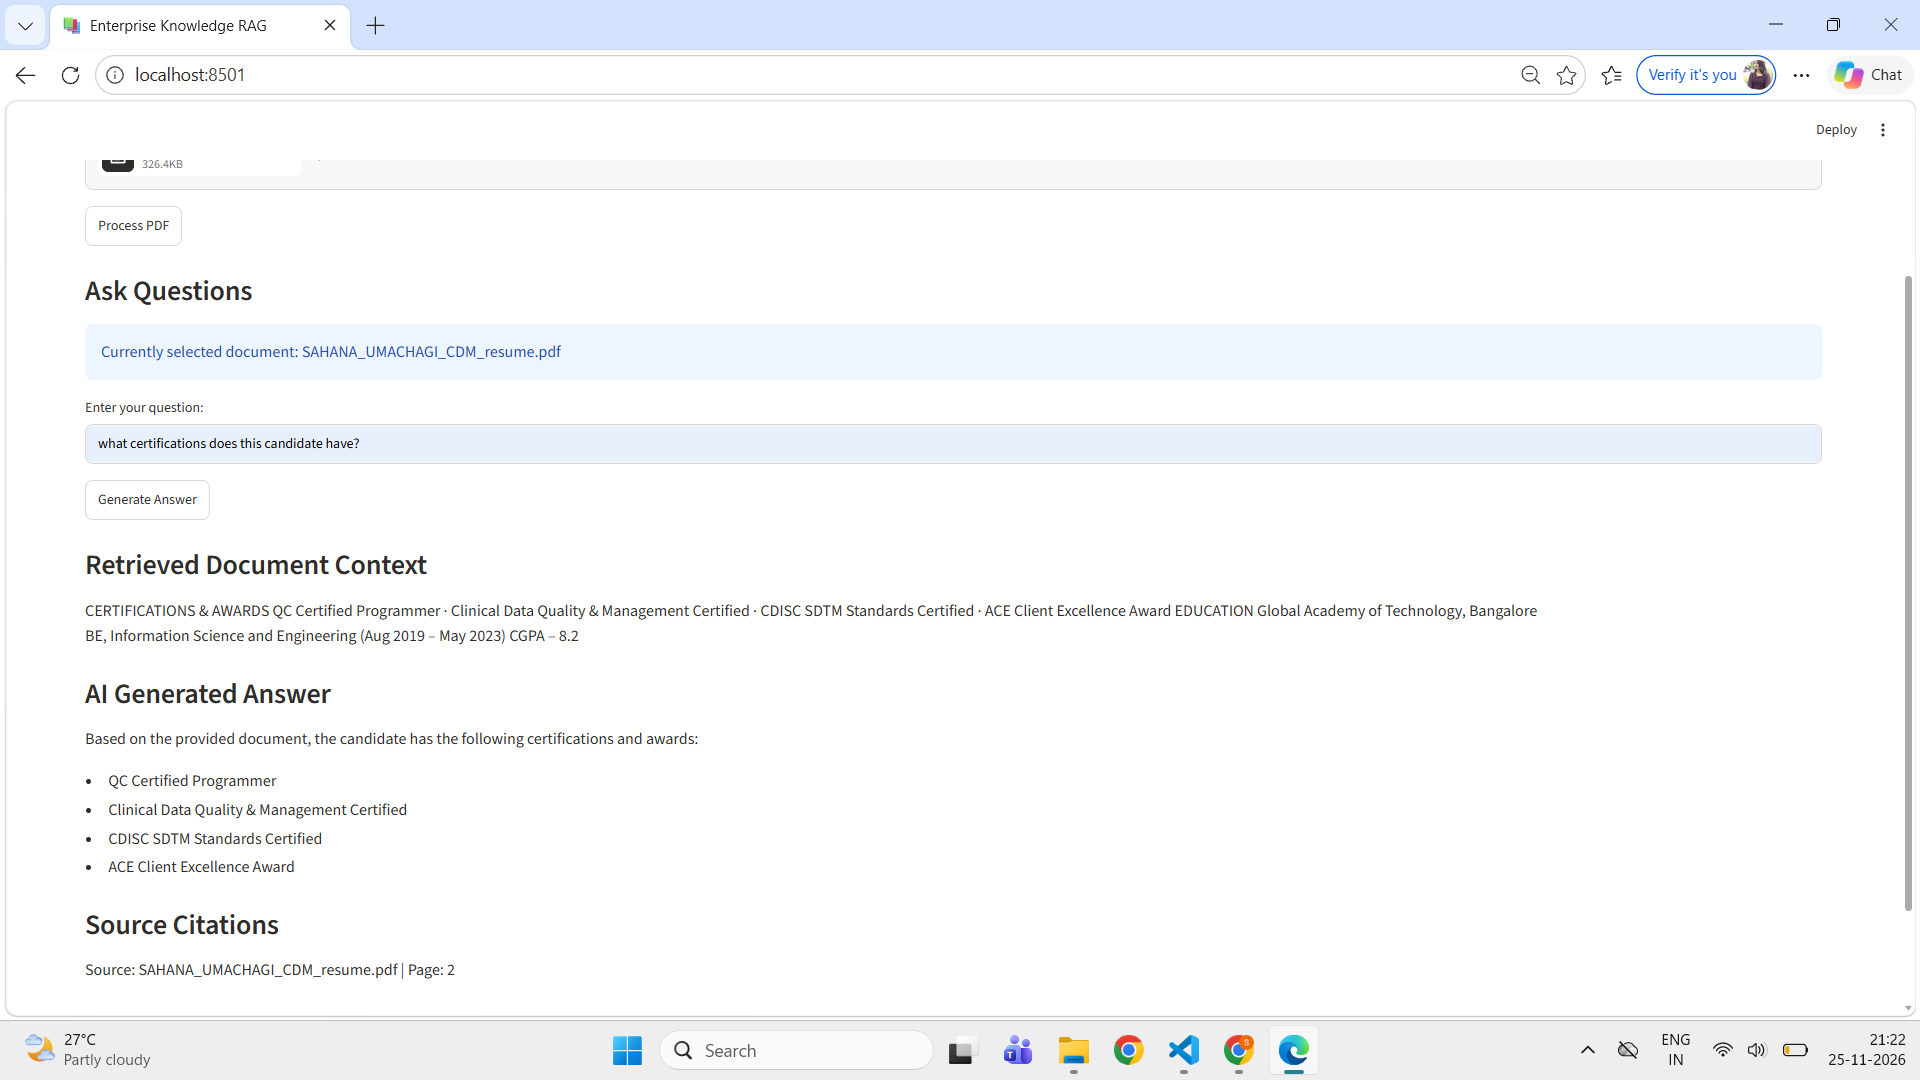 Enterprise Knowledge RAG
localhost:8501
Verify it's you
Chat
Deploy
326.4KB
Process PDF
Ask Questions
Currently selected document: SAHANA_UMACHAGI_CDM_resume.pdf
Enter your question:
what certifications does this candidate have?
Generate Answer
Retrieved Document Context
CERTIFICATIONS & AWARDS QC Certified Programmer · Clinical Data Quality & Management Certified · CDISC SDTM Standards Certified · ACE Client Excellence Award EDUCATION Global Academy of Technology, Bangalore
BE, Information Science and Engineering (Aug 2019 – May 2023) CGPA – 8.2
AI Generated Answer
Based on the provided document, the candidate has the following certifications and awards:
• QC Certified Programmer
• Clinical Data Quality & Management Certified
• CDISC SDTM Standards Certified
• ACE Client Excellence Award
Source Citations
Source: SAHANA_UMACHAGI_CDM_resume.pdf | Page: 2
27°C
Partly cloudy
Search
ENG
IN
21:22
25-11-2026